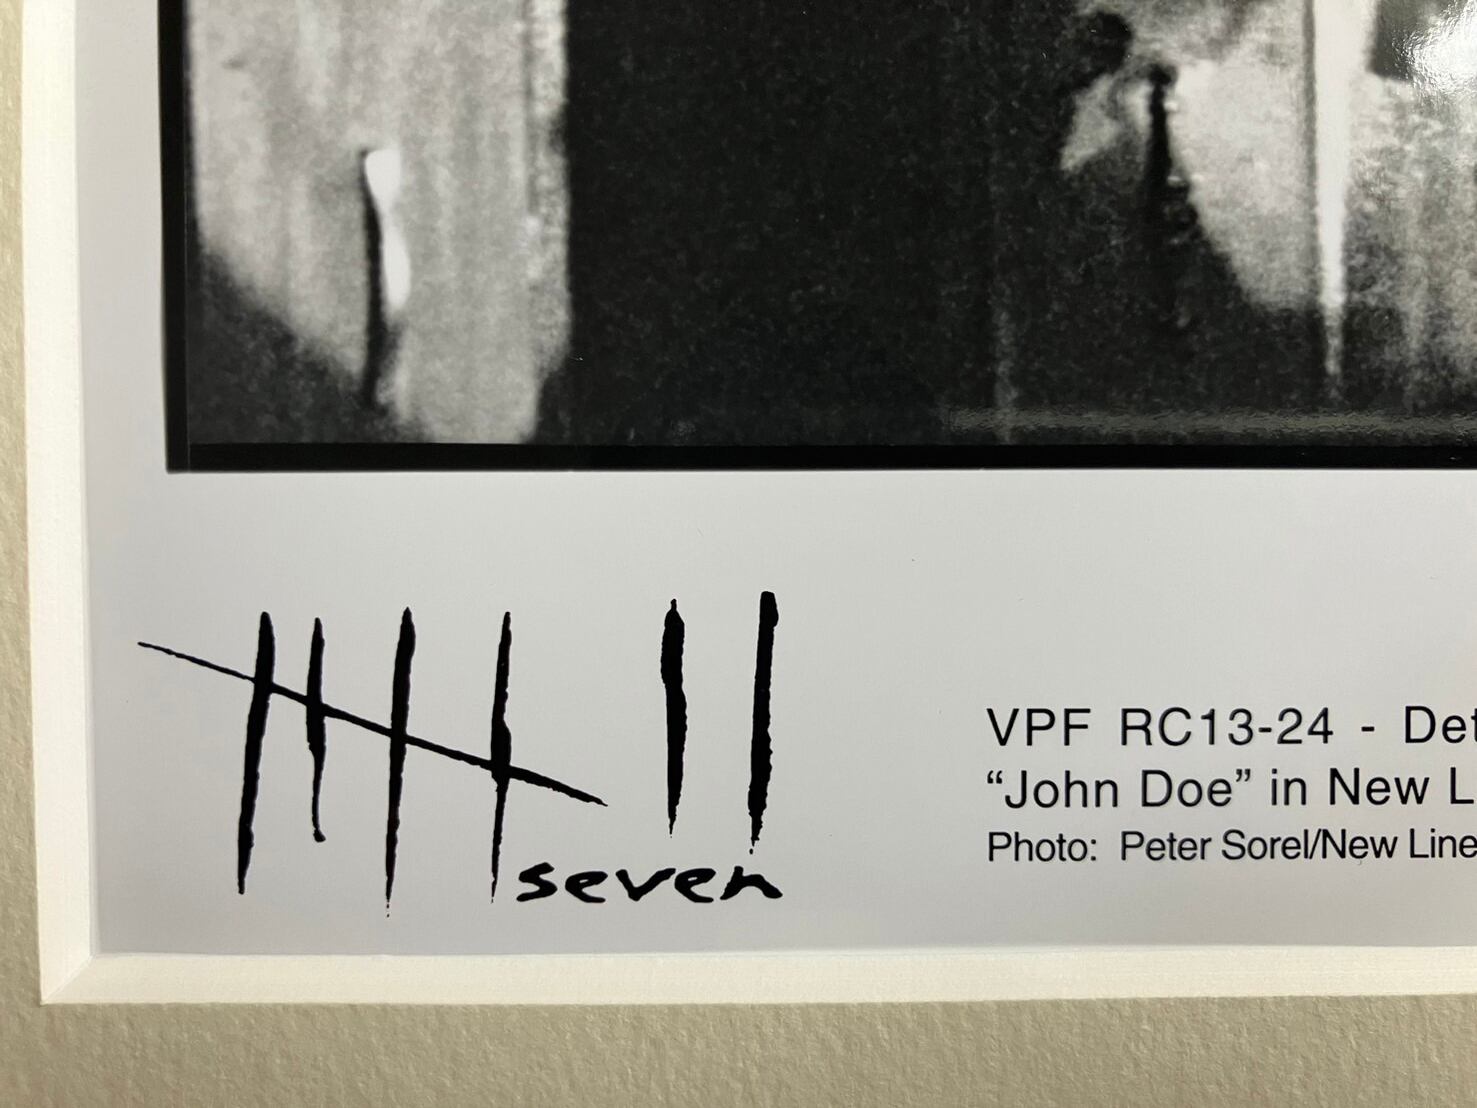 seven
VPF RC13-24 - Det
“John Doe” in New L
Photo: Peter Sorel/New Line